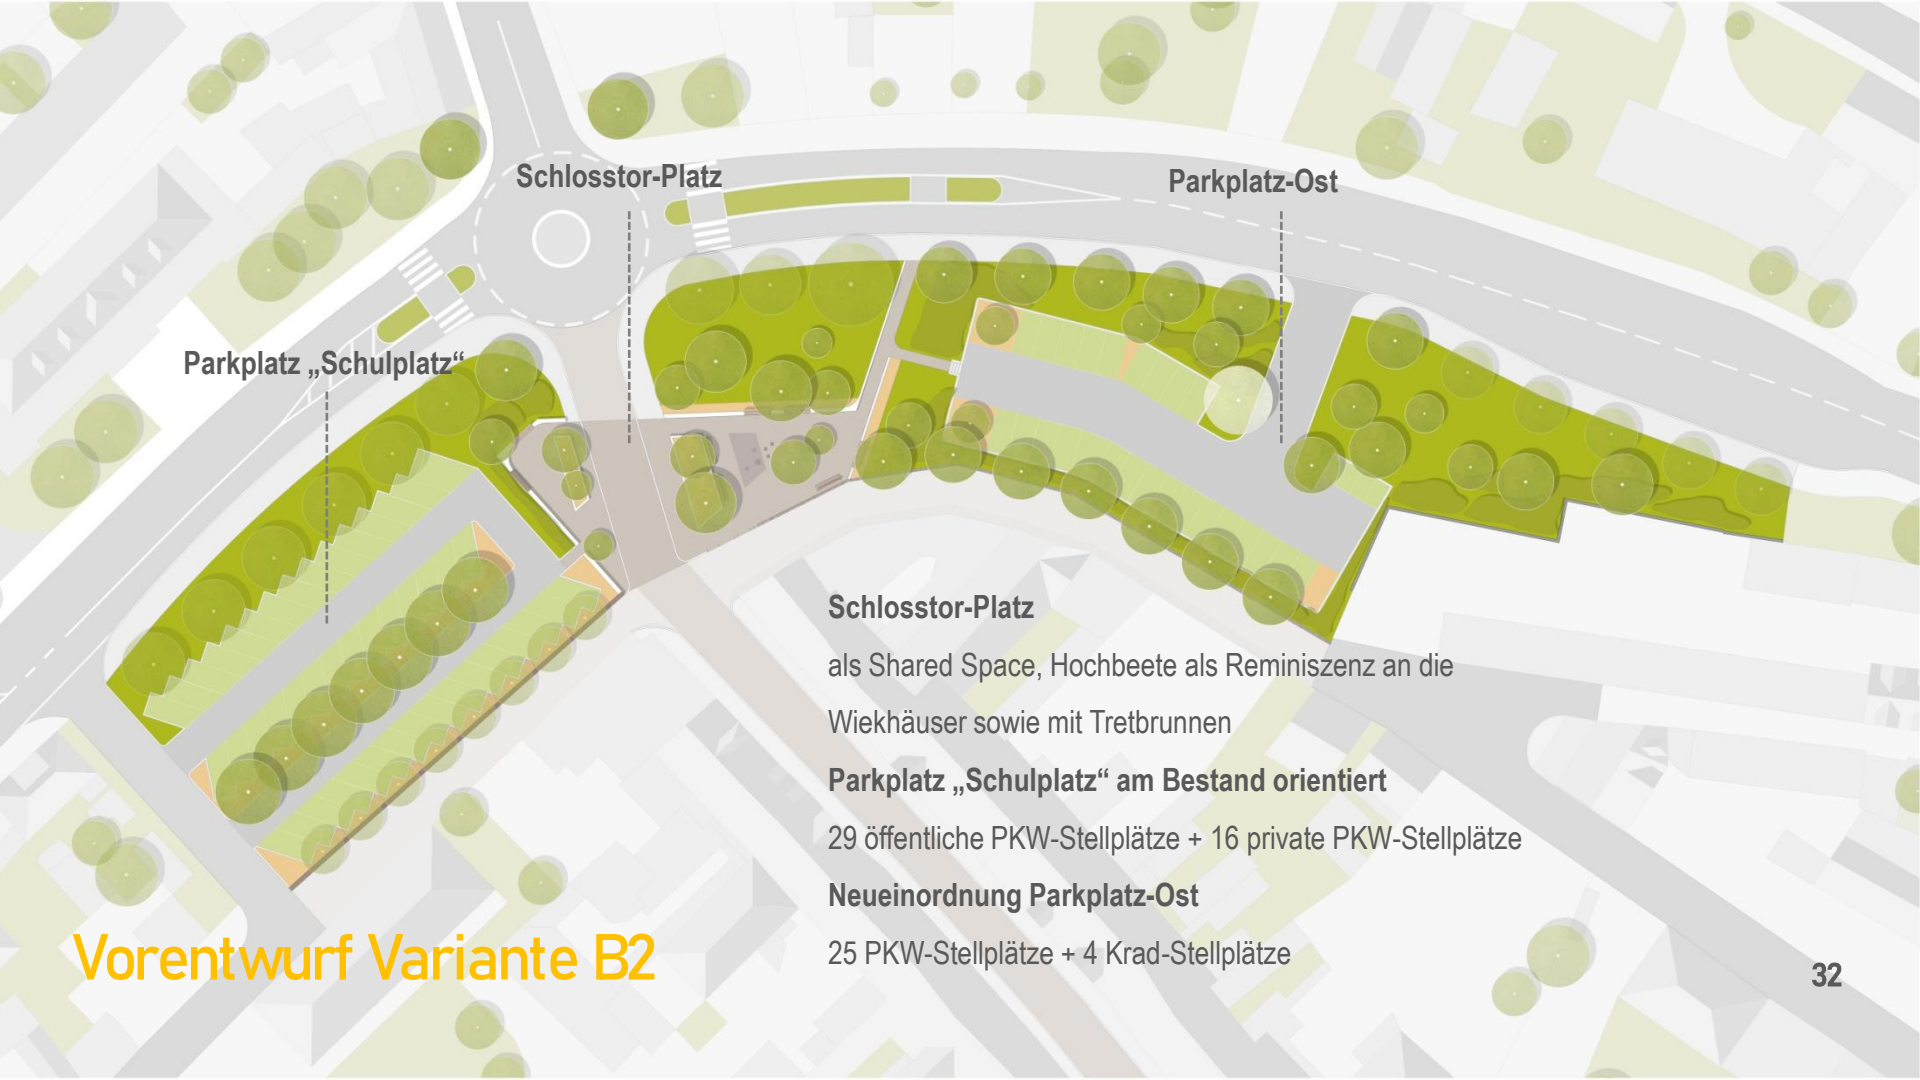 Schlosstor-Platz
Parkplatz-Ost
Parkplatz „Schulplatz“
Schlosstor-Platz
als Shared Space, Hochbeete als Reminiszenz an die
Wiekhäuser sowie mit Tretbrunnen
Parkplatz „Schulplatz“ am Bestand orientiert
29 öffentliche PKW-Stellplätze + 16 private PKW-Stellplätze
Neueinordnung Parkplatz-Ost
25 PKW-Stellplätze + 4 Krad-Stellplätze
Vorentwurf Variante B2
32